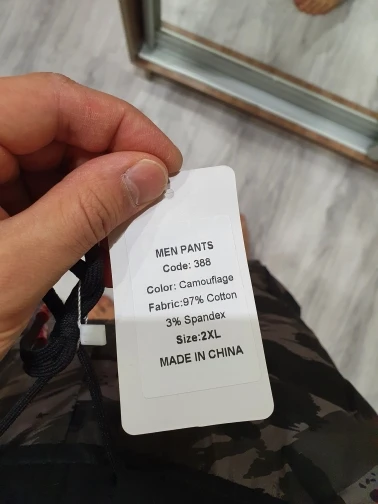 MEN PANTS
Code: 388
Color: Camouflage
Fabric:97% Cotton
3% Spandex
Size:2XL
MADE IN CHINA